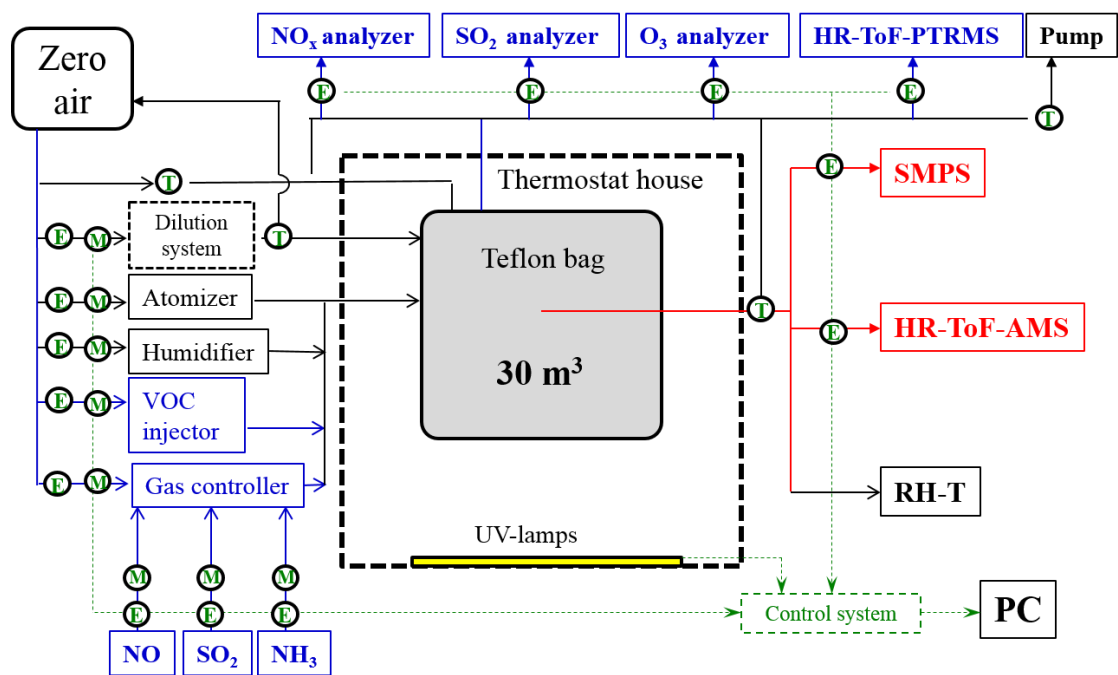 NOx analyzer
SO2 analyzer
O3 analyzer
HR-ToF-PTRMS
Pump
Zero
air
E
E
E
E
T
Thermostat house
E
SMPS
T
E
M
Dilution
system
T
Teflon bag
E
M
Atomizer
T
HR-ToF-AMS
E
E
M
Humidifier
30 m³
E
M
VOC
injector
E
M
Gas controller
RH-T
UV-lamps
M
M
M
E
E
E
Control system
PC
NO
SO2
NH3